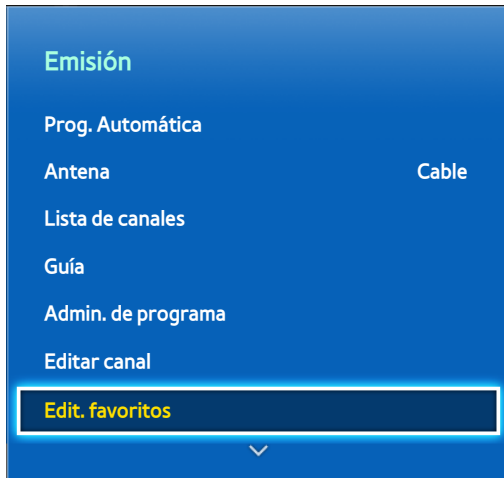 Emisión
Prog. Automática
Antena Cable
Lista de canales
Guía
Admin. de programa
Editar canal
Edit. favoritos